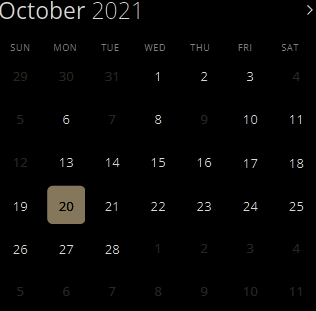 October 2021 >
SUN MON TUE WED THU FRI SAT
29 30 31 1 2 3 4
5 6 7 8 9 10 11
12 13 14 15 16 17 18
19 20 21 22 23 24 25
26 27 28 1 2 3 4
5 6 7 8 9 10 11